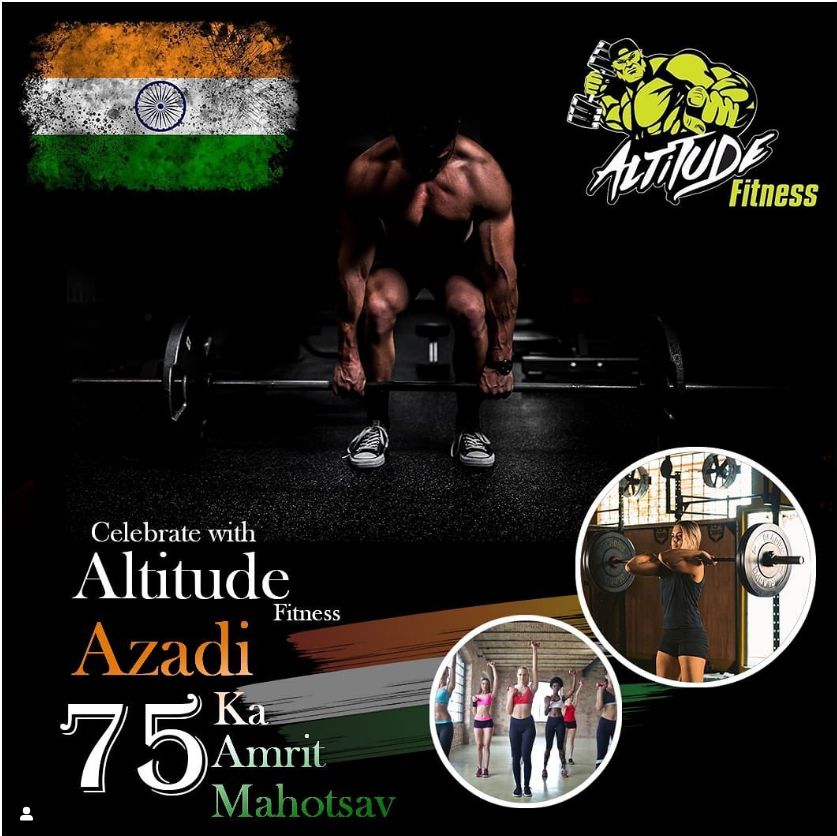 ALTITUDE
Fitness
Celebrate with
Altitude
Fitness
Azadi
75 Ka
Amrit
Mahotsav